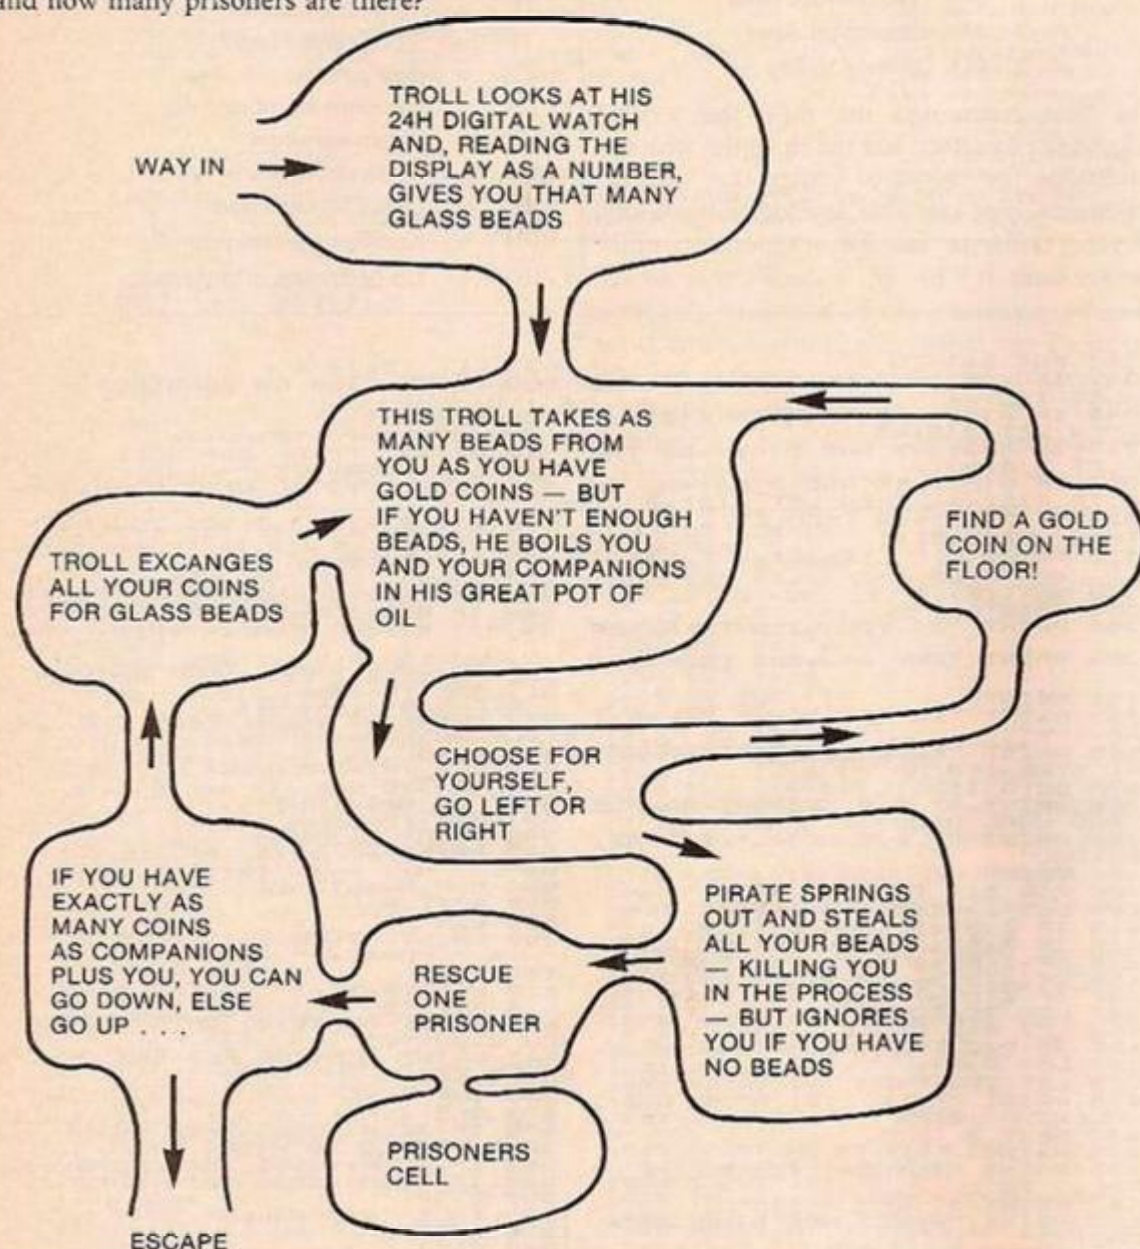 and how many prisoners are there?
TROLL LOOKS AT HIS
24H DIGITAL WATCH
AND, READING THE
DISPLAY AS A NUMBER,
GIVES YOU THAT MANY
GLASS BEADS
WAY IN
THIS TROLL TAKES AS
MANY BEADS FROM
YOU AS YOU HAVE
GOLD COINS — BUT
IF YOU HAVEN'T ENOUGH
BEADS, HE BOILS YOU
AND YOUR COMPANIONS
IN HIS GREAT POT OF
OIL
FIND A GOLD
COIN ON THE
FLOOR!
TROLL EXCANGES
ALL YOUR COINS
FOR GLASS BEADS
CHOOSE FOR
YOURSELF,
GO LEFT OR
RIGHT
IF YOU HAVE
EXACTLY AS
MANY COINS
AS COMPANIONS
PLUS YOU, YOU CAN
GO DOWN, ELSE
GO UP . . .
RESCUE
ONE
PRISONER
PIRATE SPRINGS
OUT AND STEALS
ALL YOUR BEADS
— KILLING YOU
IN THE PROCESS
— BUT IGNORES
YOU IF YOU HAVE
NO BEADS
PRISONERS
CELL
ESCAPE